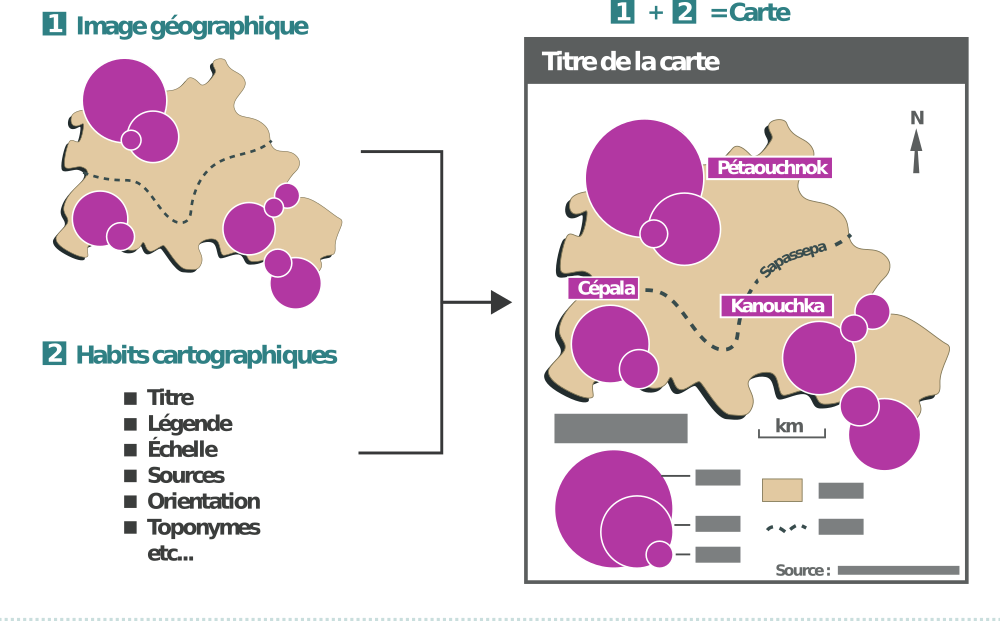 1 Image géographique
2 Habits cartographiques
Titre
Légende
Échelle
Sources
Orientation
Toponymes
etc...
1 + 2 =Carte
Titre de la carte
N
Pétaouchnok
Sapassepa
Cépala
Kanouchka
km
Source :